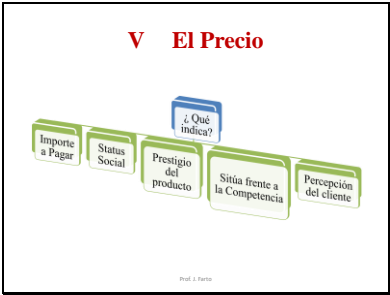 V El Precio
¿ Qué
indica?
Importe
a Pagar
Status
Social
Prestigio
del
producto
Sitúa frente a
la Competencia
Percepción
del cliente
Prof. J. Farto